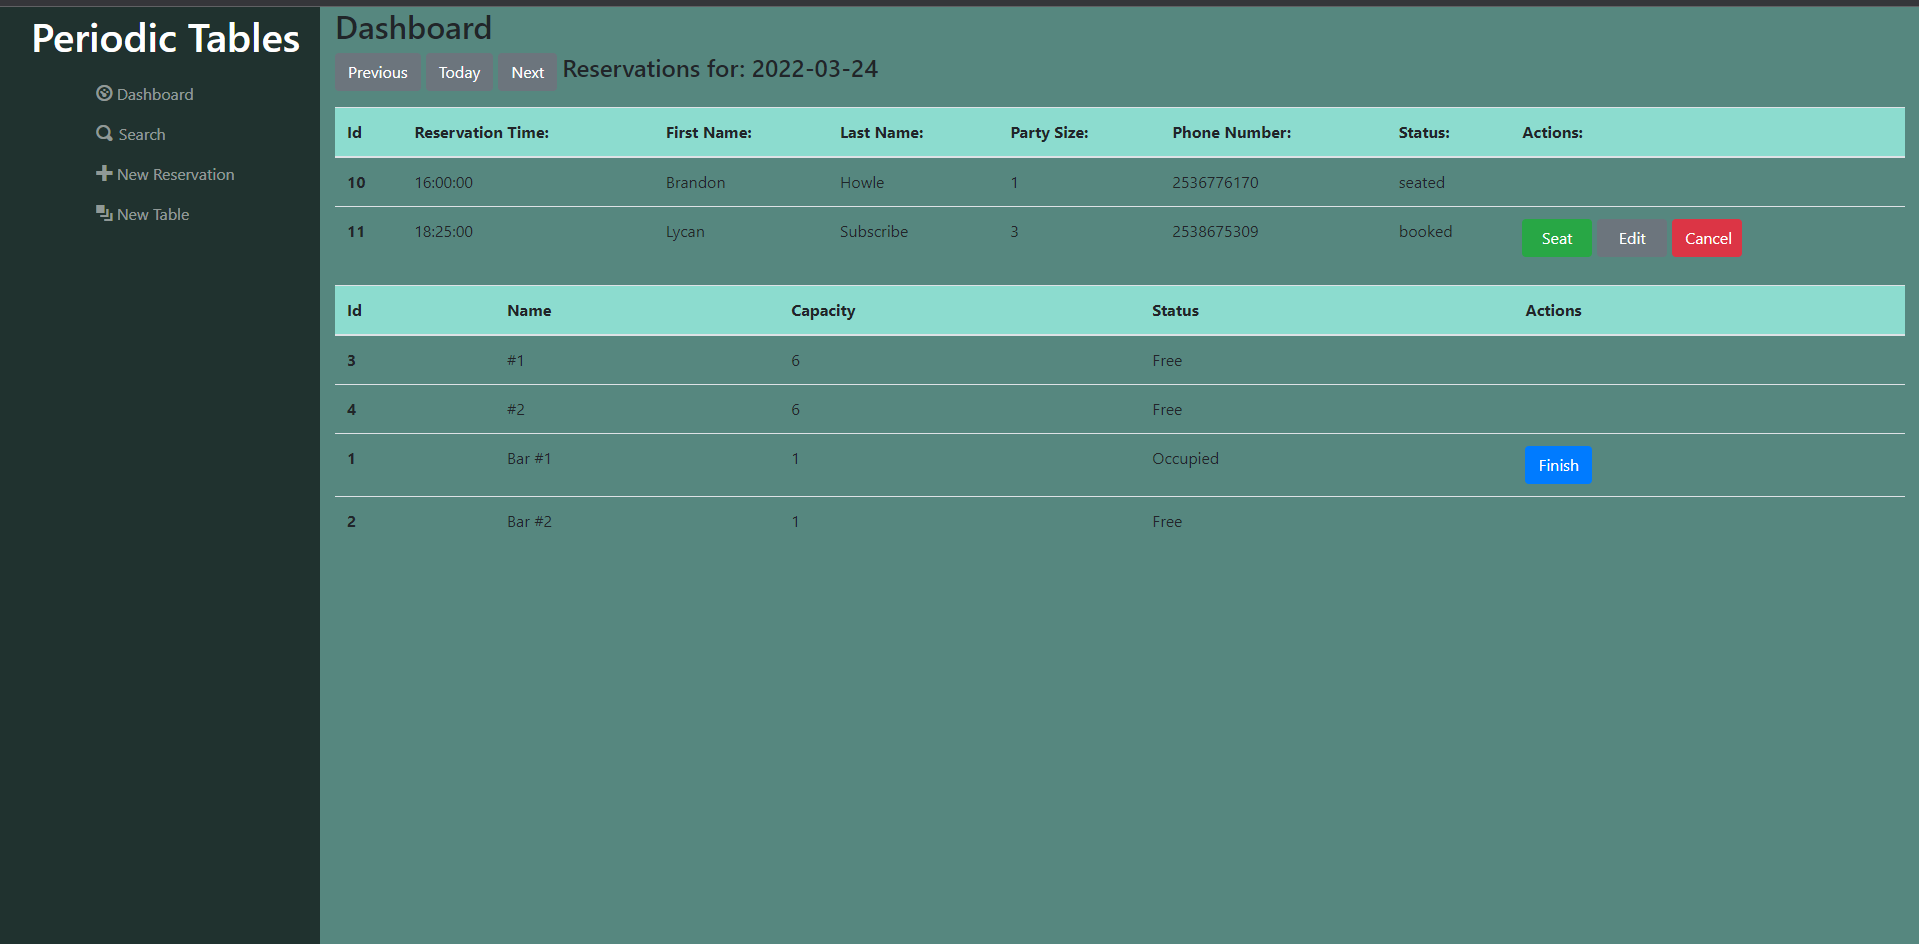 Periodic Tables
Dashboard
Search
New Reservation
New Table
Dashboard
Previous Today Next Reservations for: 2022-03-24
Id Reservation Time: First Name: Last Name: Party Size: Phone Number: Status: Actions:
10 16:00:00 Brandon Howle 1 2536776170 seated
11 18:25:00 Lycan Subscribe 3 2538675309 booked Seat Edit Cancel
Id Name Capacity Status Actions
3 #1 6 Free
4 #2 6 Free
1 Bar #1 1 Occupied Finish
2 Bar #2 1 Free